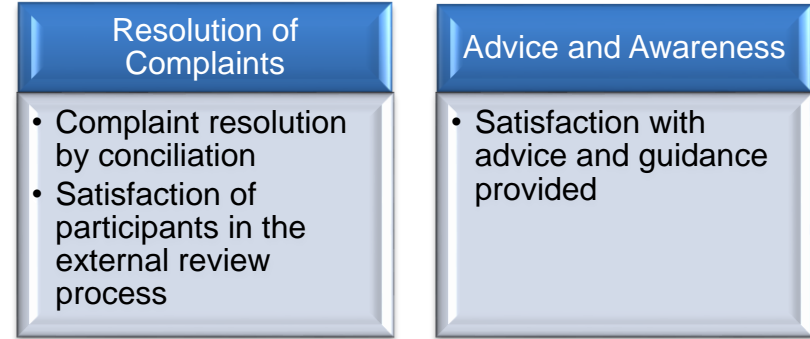 Resolution of
Complaints
• Complaint resolution
by conciliation
• Satisfaction of
participants in the
external review
process
Advice and Awareness
• Satisfaction with
advice and guidance
provided